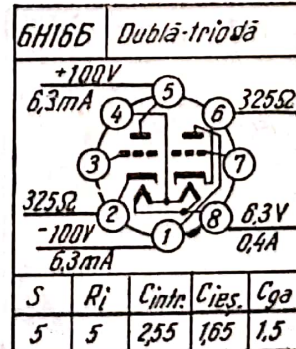 6H16Б Dublă-triodă
+100V
6,3mA
5
4
6
325Ω
3
7
325Ω
2
8
6,3V
-100V
1
0,4A
6,3mA
S Ri Cintr. Cieş. Cga
5 5 2,55 1,65 1,5